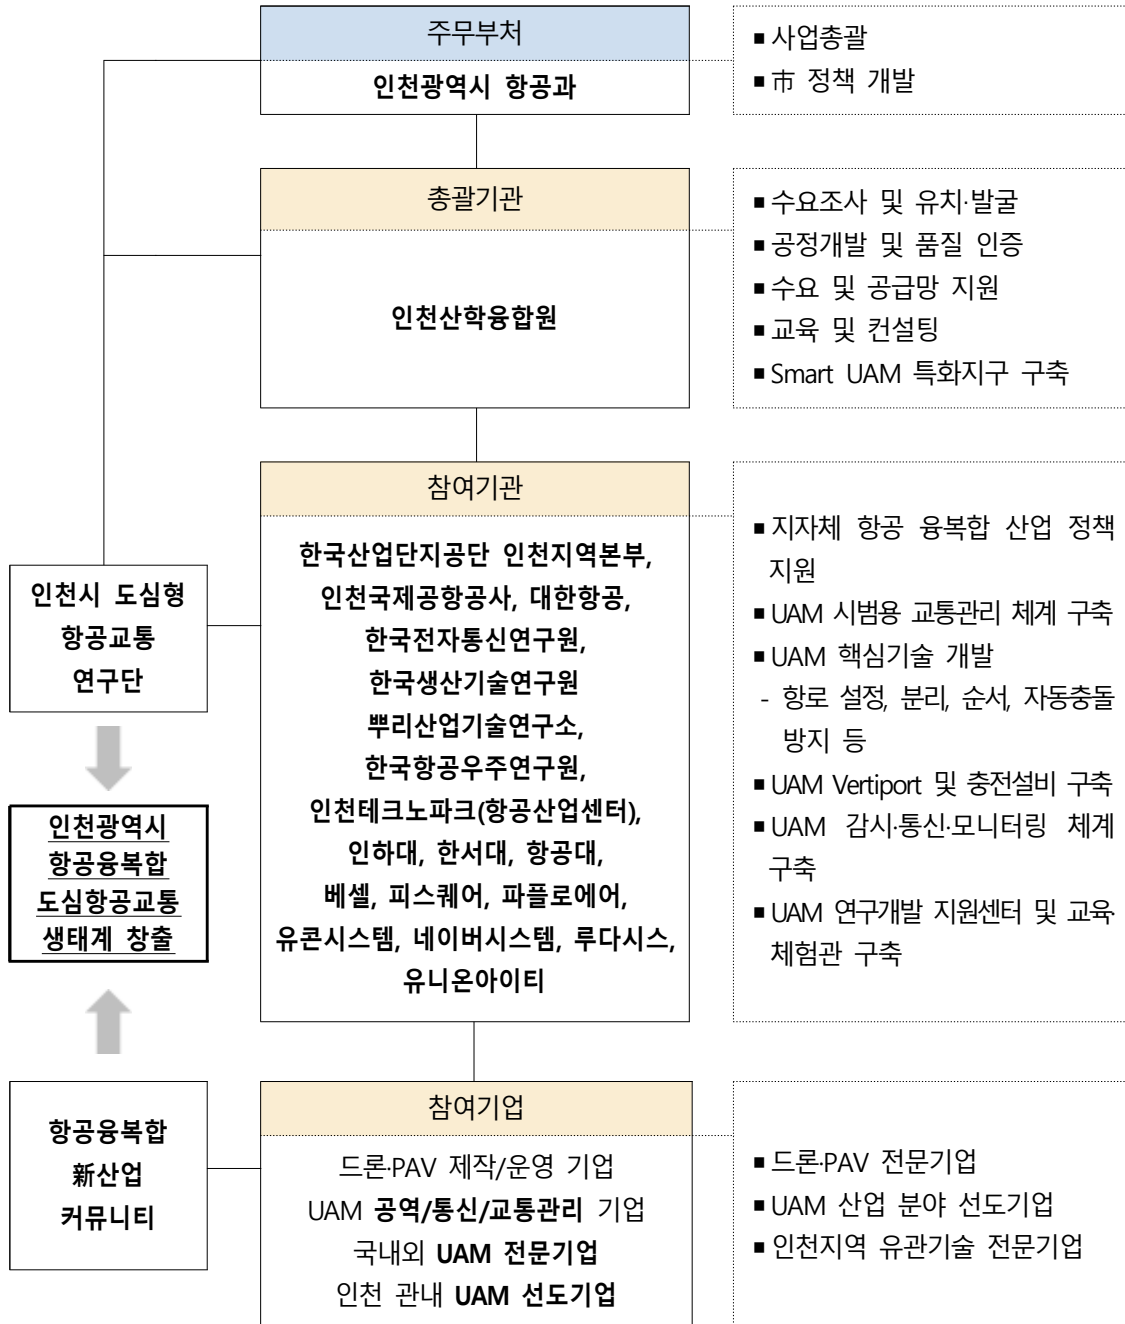 주무부처
인천광역시 항공과
■ 사업총괄
■ 市 정책 개발
총괄기관
인천산학융합원
■ 수요조사 및 유치·발굴
■ 공정개발 및 품질 인증
■ 수요 및 공급망 지원
■ 교육 및 컨설팅
■ Smart UAM 특화지구 구축
참여기관
한국산업단지공단 인천지역본부,
인천국제공항공사, 대한항공,
한국전자통신연구원,
한국생산기술연구원
뿌리산업기술연구소,
한국항공우주연구원,
인천테크노파크(항공산업센터),
인하대, 한서대, 항공대,
베셀, 피스퀘어, 파플로에어,
유콘시스템, 네이버시스템, 루다시스,
유니온아이티
■ 지자체 항공 융복합 산업 정책
지원
■ UAM 시범용 교통관리 체계 구축
■ UAM 핵심기술 개발
- 항로 설정, 분리, 순서, 자동충돌
방지 등
■ UAM Vertiport 및 충전설비 구축
■ UAM 감시·통신·모니터링 체계
구축
■ UAM 연구개발 지원센터 및 교육·
체험관 구축
인천시 도심형
항공교통
연구단
인천광역시
항공융복합
도심항공교통
생태계 창출
항공융복합
新산업
커뮤니티
참여기업
드론·PAV 제작/운영 기업
UAM 공역/통신/교통관리 기업
국내외 UAM 전문기업
인천 관내 UAM 선도기업
■ 드론·PAV 전문기업
■ UAM 산업 분야 선도기업
■ 인천지역 유관기술 전문기업